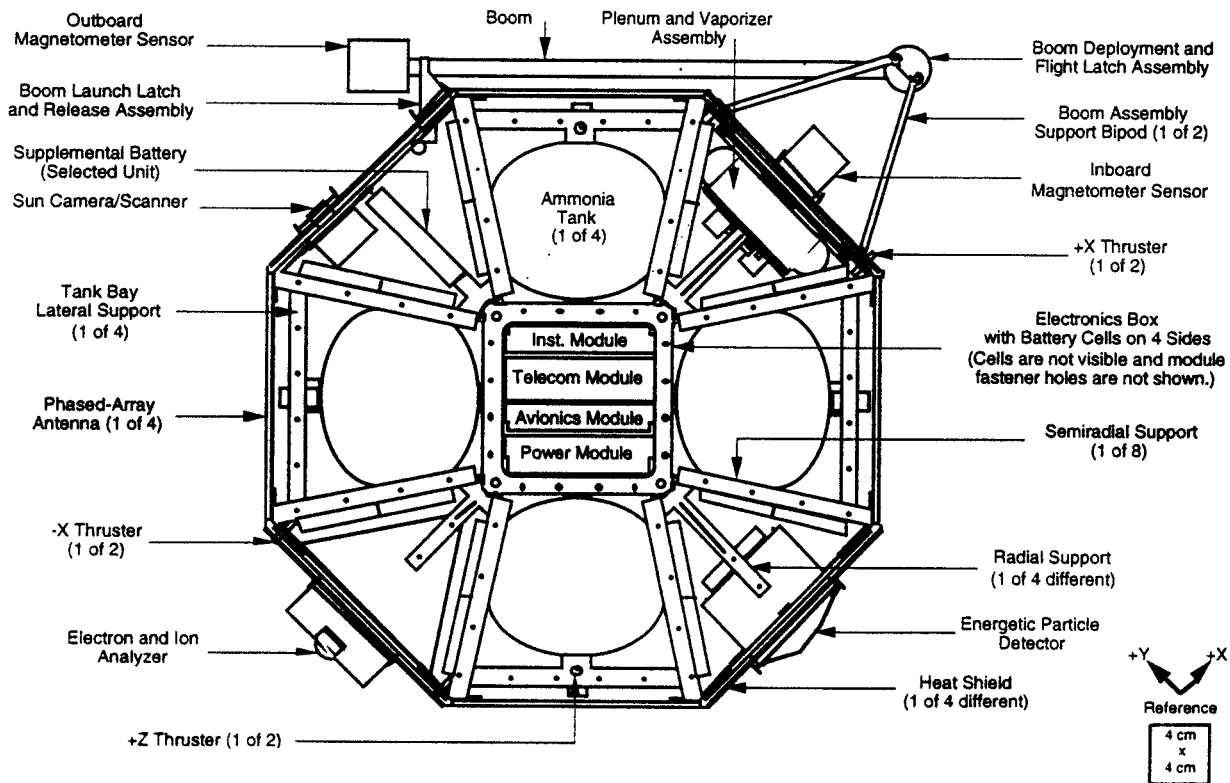 Outboard
Magnetometer Sensor
Boom
Plenum and Vaporizer
Assembly
Boom Deployment and
Flight Latch Assembly
Boom Launch Latch
and Release Assembly
Boom Assembly
Support Bipod (1 of 2)
Supplemental Battery
(Selected Unit)
Inboard
Magnetometer Sensor
Sun Camera/Scanner
Ammonia
Tank
(1 of 4)
+X Thruster
(1 of 2)
Tank Bay
Lateral Support
(1 of 4)
Electronics Box
with Battery Cells on 4 Sides
(Cells are not visible and module
fastener holes are not shown.)
Inst. Module
Telecom Module
Avionics Module
Power Module
Phased-Array
Antenna (1 of 4)
Semiradial Support
(1 of 8)
-X Thruster
(1 of 2)
Radial Support
(1 of 4 different)
Electron and Ion
Analyzer
Energetic Particle
Detector
Heat Shield
(1 of 4 different)
+Z Thruster (1 of 2)
+Y
+X
Reference
4 cm
x
4 cm